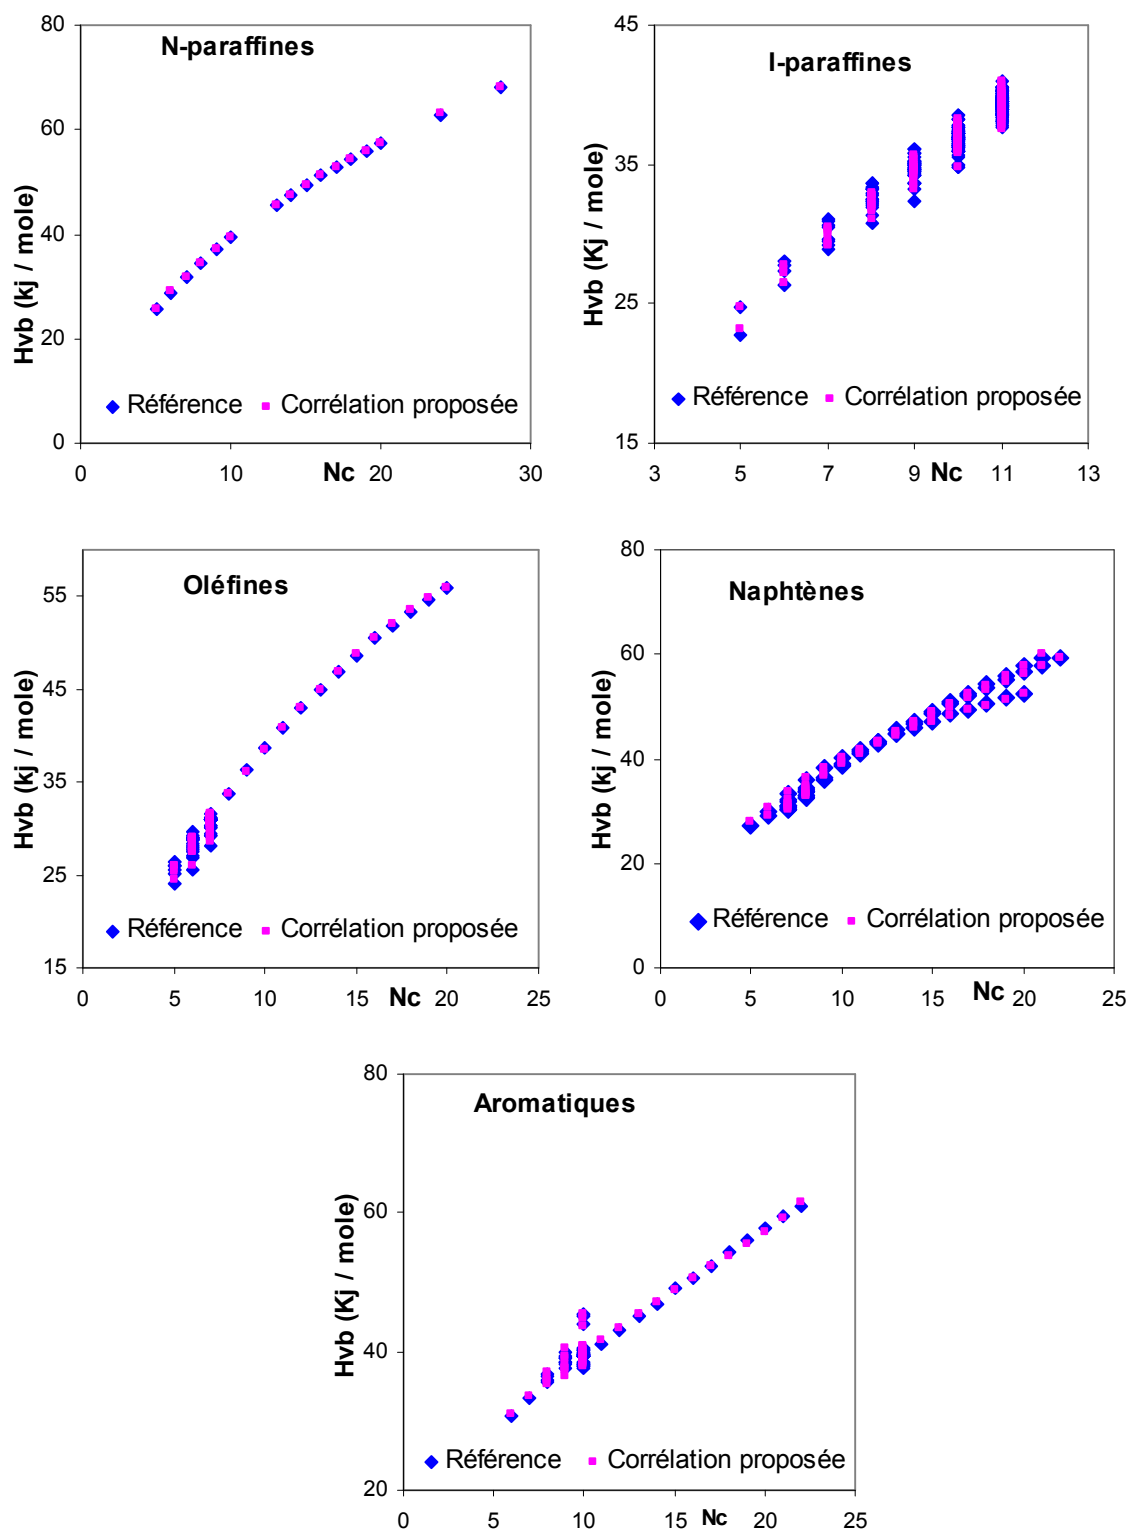 N-paraffines
Hvb (kj / mole)
80
60
40
20
0
Référence
Corrélation proposée
0
10
Nc
20
30
I-paraffines
Hvb (Kj / mole)
45
35
25
15
Référence
Corrélation proposée
3
5
7
9
Nc
11
13
Oléfines
Hvb (kj / mole)
55
45
35
25
15
Référence
Corrélation proposée
0
5
10
15
Nc
20
25
Naphtènes
Hvb (kj / mole)
80
60
40
20
0
Référence
Corrélation proposée
0
5
10
15
Nc
20
25
Aromatiques
Hvb (Kj / mole)
80
60
40
20
Référence
Corrélation proposée
0
5
10
15
Nc
20
25